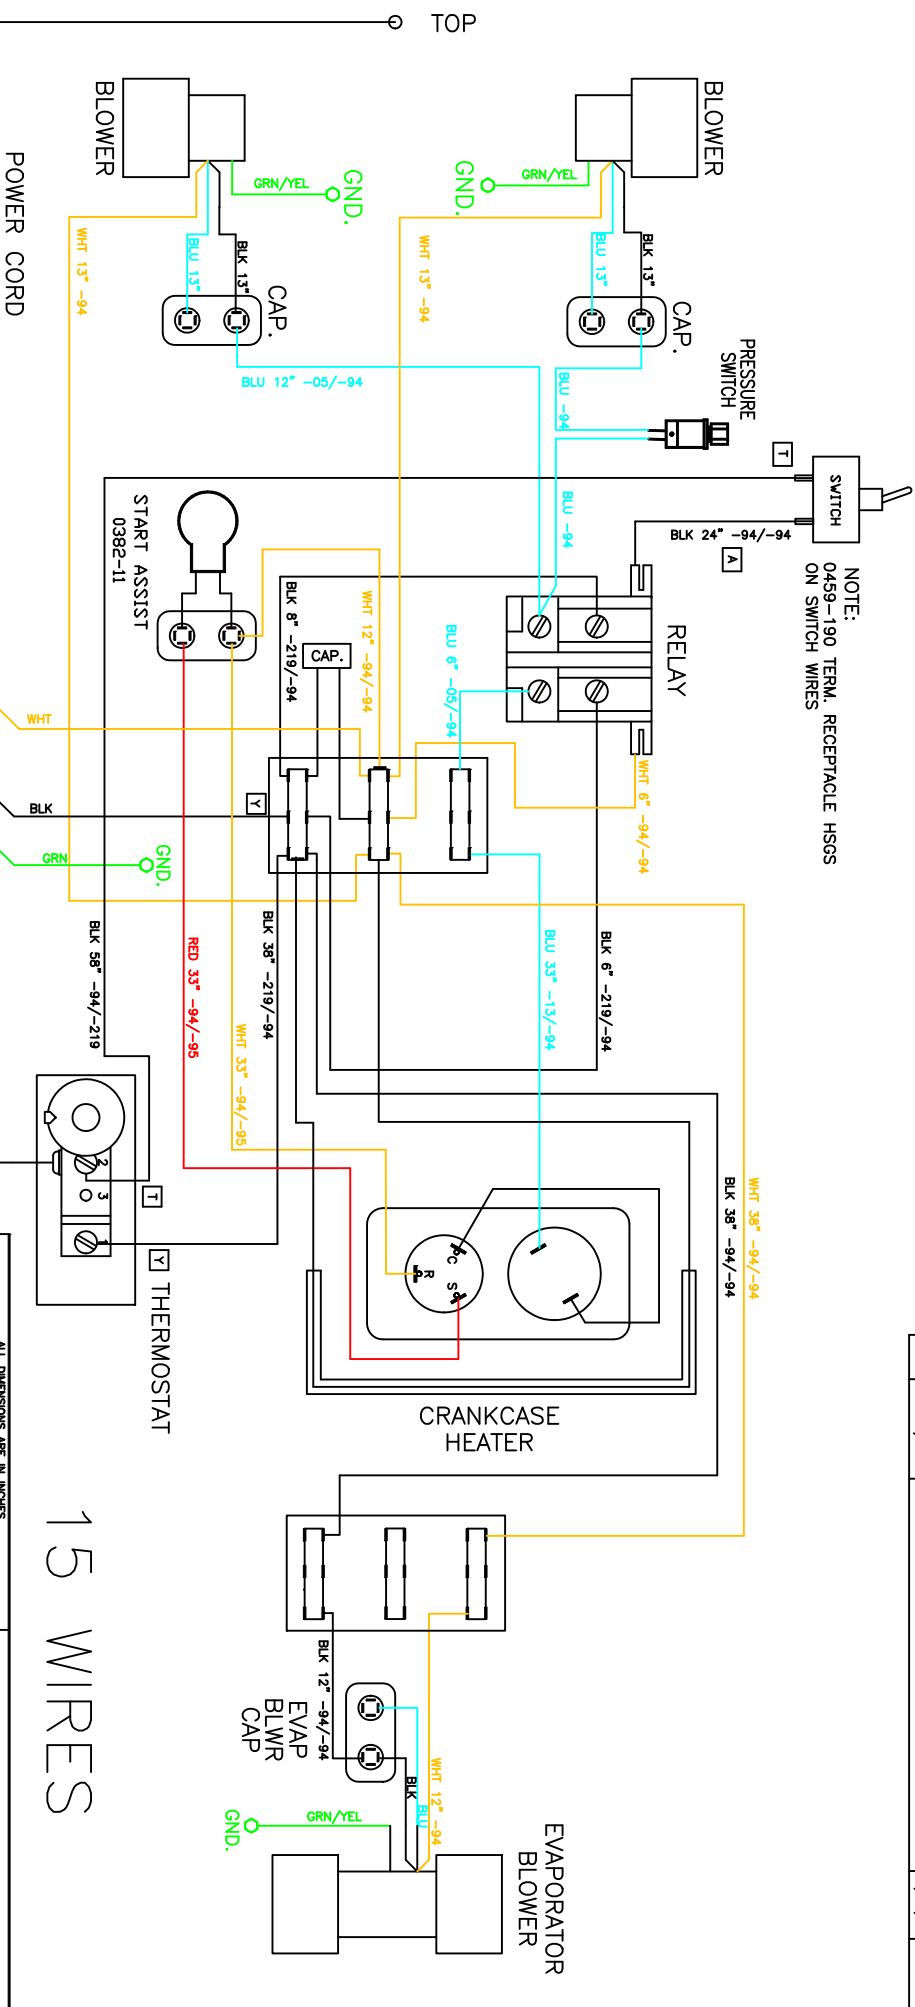 TOP
BLOWER
BLOWER
GRN/YEL
GND.
GRN/YEL
GND.
POWER CORD
WHT 13" -94
BLU 13"
BLK 13"
CAP.
WHT 13" -94
BLU 13"
BLK 13"
CAP.
PRESSURE
SWITCH
BLU 12" -05/-94
BLU -94
T
SWITCH
BLK 24" -94/-94
A
NOTE:
0459-190 TERM. RECEPTACLE HSGS
ON SWITCH WIRES
START ASSIST
0382-11
BLU -94
RELAY
BLK 8" -219/-94
CAP.
WHT 12" -94/-94
BLU 6" -05/-94
WHT
WHT 6" -94/-94
BLK
Y
GRN
GND.
BLK 58" -94/-219
RED 33" -94/-95
WHT 33" -94/-95
BLK 38" -219/-94
BLU 33" -13/-94
BLK 6" -219/-94
2
3
1
T
Y
THERMOSTAT
C
R
S
BLK 38" -94/-94
WHT 38" -94/-94
CRANKCASE
HEATER
ALL DIMENSIONS ARE IN INCHES
15 WIRES
BLK 12" -94/-94
EVAP
BLWR
CAP
BLK
BLU
WHT 12" -94
GRN/YEL
GND.
EVAPORATOR
BLOWER